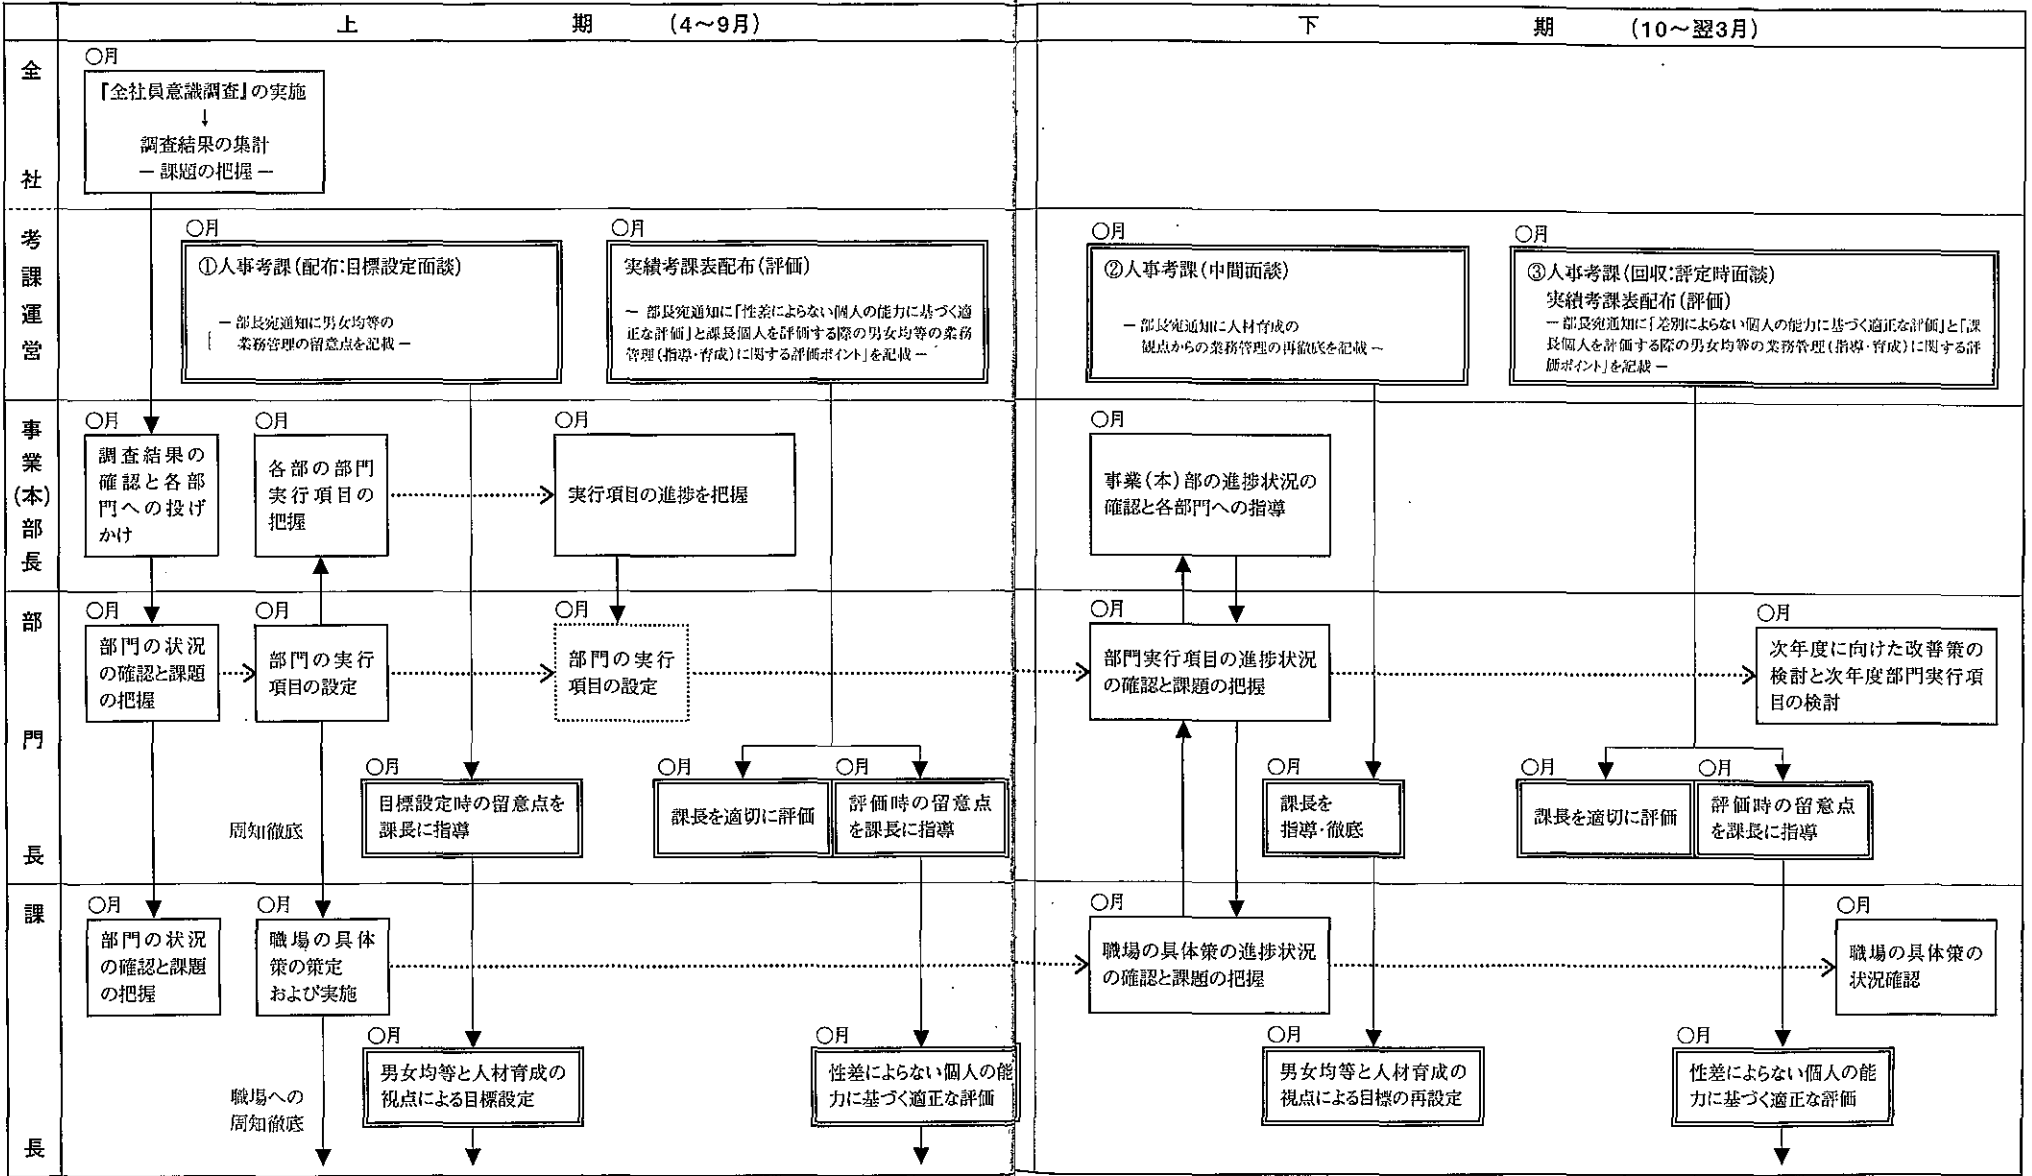 上 期 (4～9月)
下 期 (10～翌3月)
全社
○月
『全社員意識調査』の実施
↓
調査結果の集計
― 課題の把握 ―
考課運営
○月
①人事考課(配布:目標設定面談)
― 部長宛通知に男女均等の
業務管理の留意点を記載 ―
○月
実績考課表配布(評価)
― 部長宛通知に「性差によらない個人の能力に基づく適
正な評価」と課長個人を評価する際の男女均等の業務
管理(指導・育成)に関する評価ポイント」を記載 ―
○月
②人事考課(中間面談)
― 部長宛通知に人材育成の
観点からの業務管理の再徹底を記載 ―
○月
③人事考課(回収:評定時面談)
実績考課表配布(評価)
― 部長宛通知に「差別によらない個人の能力に基づく適正な評価」と「課
長個人を評価する際の男女均等の業務管理(指導・育成)に関する評
価ポイント」を記載 ―
事業(本)部長
○月
調査結果の
確認と各部
門への投げ
かけ
○月
各部の部門
実行項目の
把握
○月
実行項目の進捗を把握
○月
事業(本)部の進捗状況の
確認と各部門への指導
部門長
○月
部門の状況
の確認と課題
の把握
○月
部門の実行
項目の設定
○月
部門の実行
項目の設定
○月
部門実行項目の進捗状況
の確認と課題の把握
○月
次年度に向けた改善策の
検討と次年度部門実行項
目の検討
周知徹底
○月
目標設定時の留意点を
課長に指導
○月
課長を適切に評価
○月
評価時の留意点
を課長に指導
○月
課長を
指導・徹底
○月
課長を適切に評価
○月
評価時の留意点
を課長に指導
課長
○月
部門の状況
の確認と課題
の把握
○月
職場の具体
策の策定
および実施
○月
職場の具体策の進捗状況
の確認と課題の把握
○月
職場の具体策の
状況確認
職場への
周知徹底
○月
男女均等と人材育成の
視点による目標設定
○月
性差によらない個人の能
力に基づく適正な評価
○月
男女均等と人材育成の
視点による目標の再設定
○月
性差によらない個人の能
力に基づく適正な評価